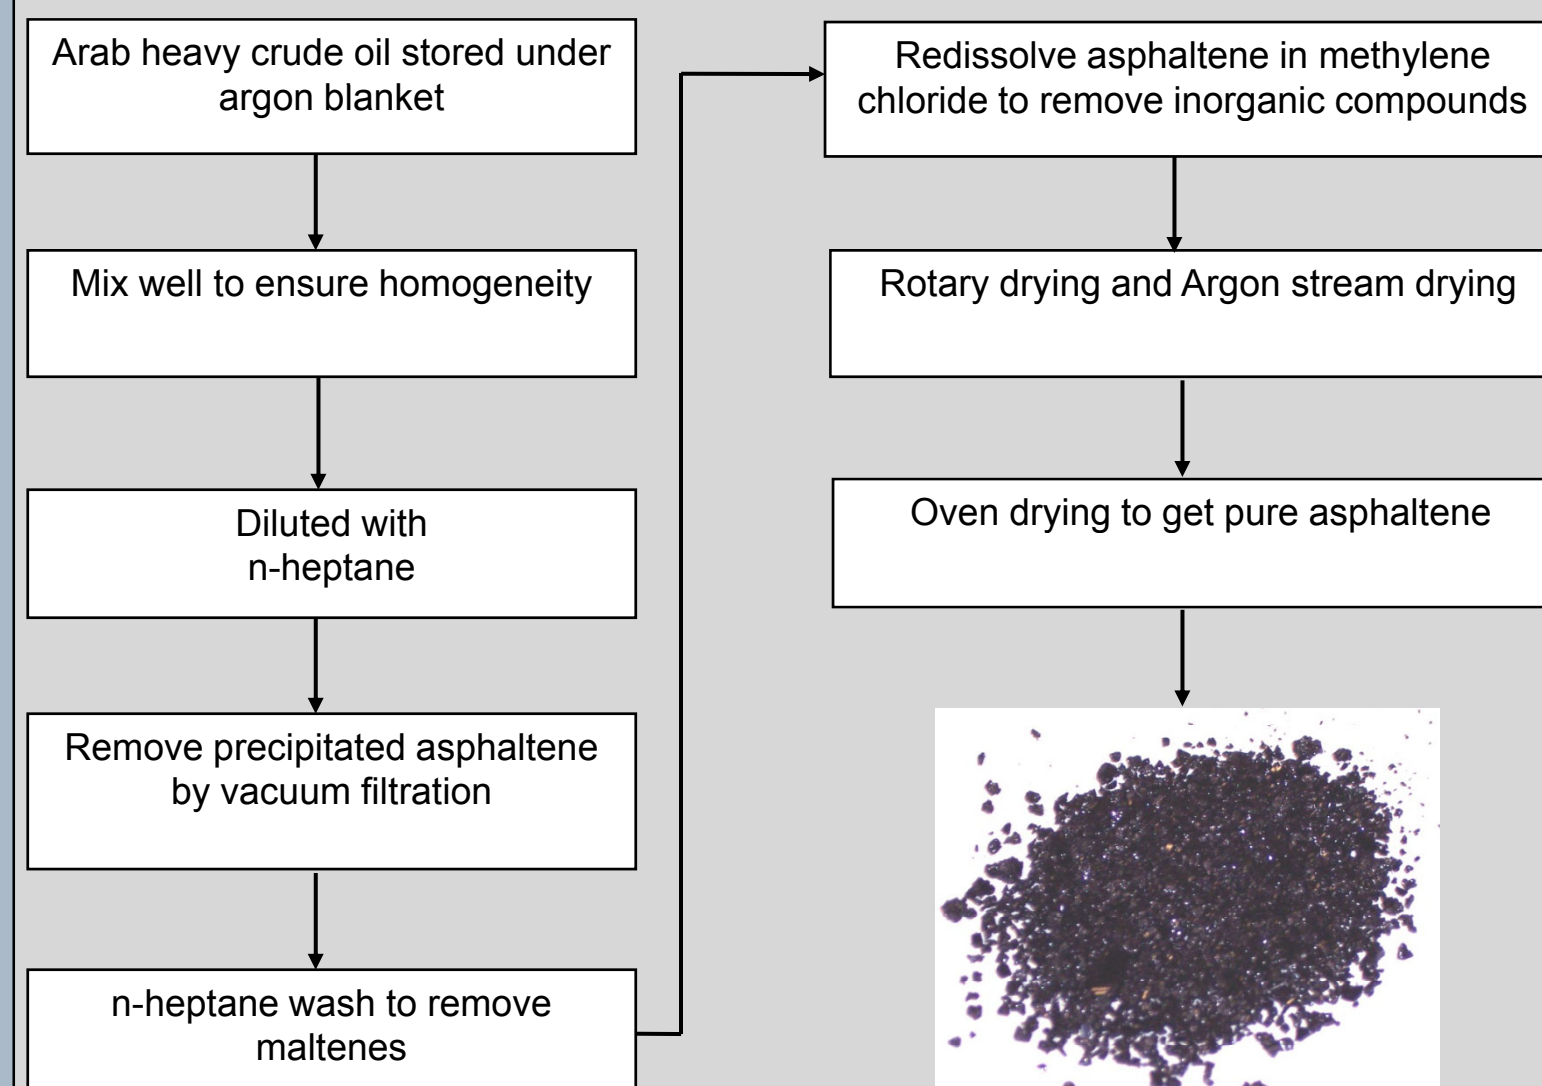 Arab heavy crude oil stored under
argon blanket
Mix well to ensure homogeneity
Diluted with
n-heptane
Remove precipitated asphaltene
by vacuum filtration
n-heptane wash to remove
maltenes
Redissolve asphaltene in methylene
chloride to remove inorganic compounds
Rotary drying and Argon stream drying
Oven drying to get pure asphaltene